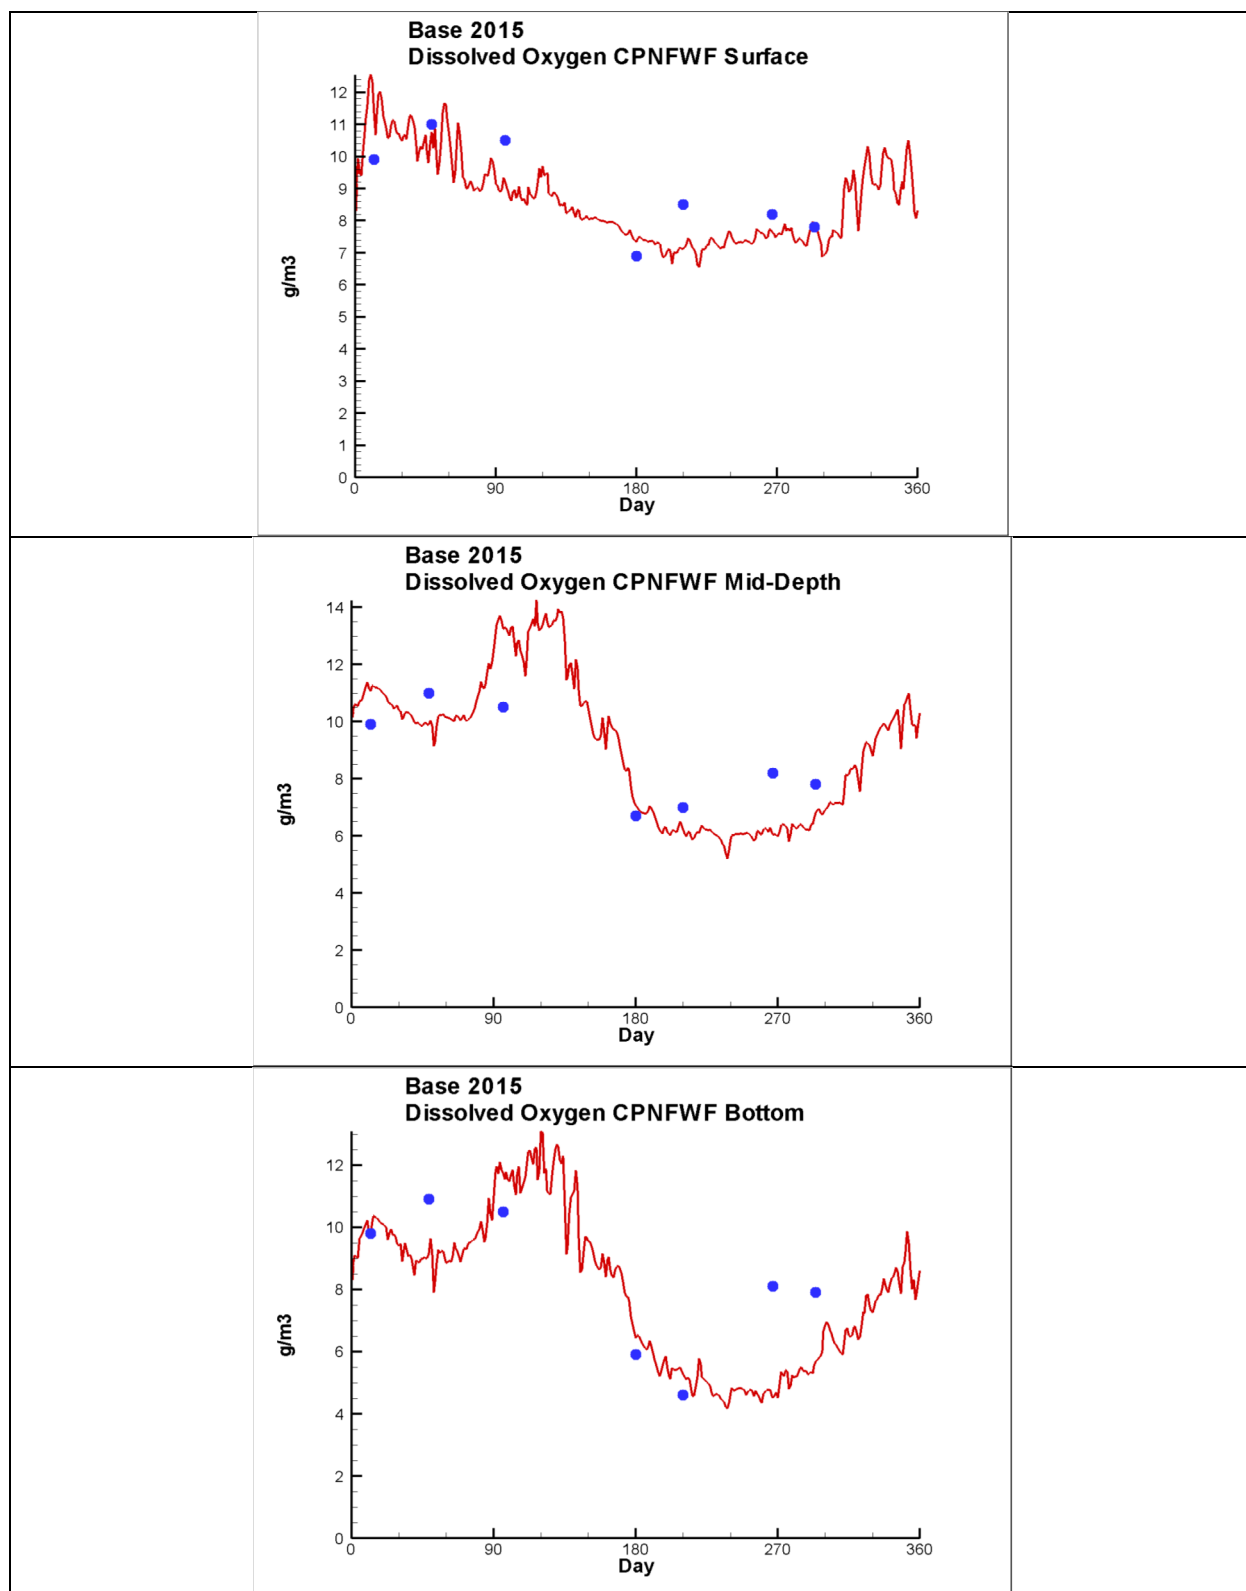 Base 2015
Dissolved Oxygen CPNFWF Surface
12
11
10
9
8
7
6
5
4
3
2
1
0
g/m3
0 90 180 270 360
Day
Base 2015
Dissolved Oxygen CPNFWF Mid-Depth
14
12
10
8
6
4
2
0
g/m3
0 90 180 270 360
Day
Base 2015
Dissolved Oxygen CPNFWF Bottom
12
10
8
6
4
2
0
g/m3
0 90 180 270 360
Day